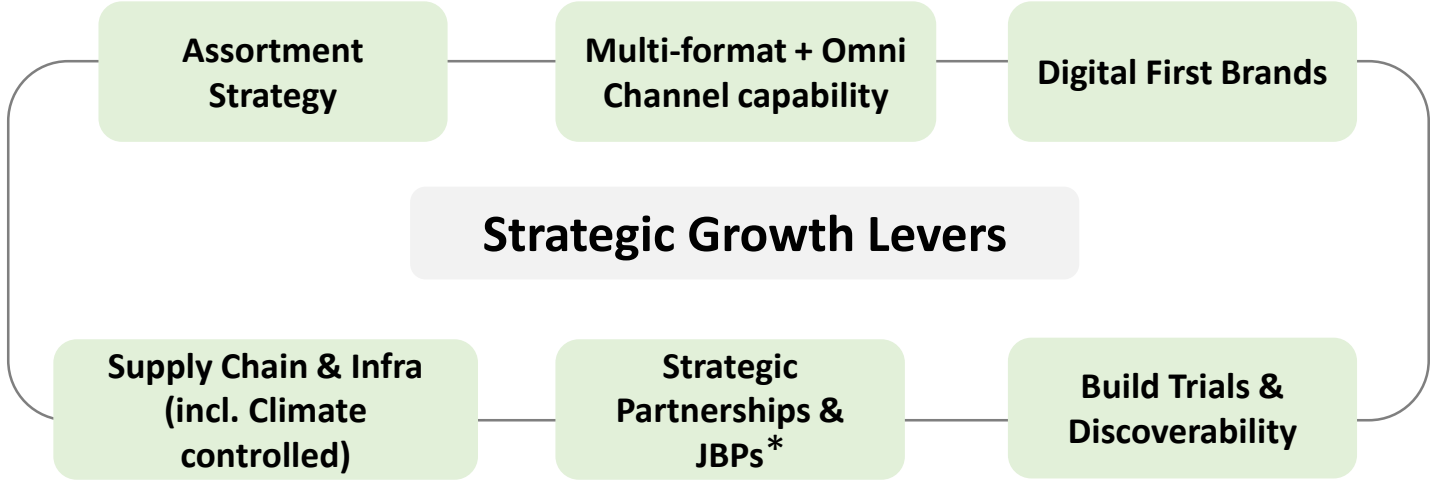 Assortment
Strategy
Multi-format + Omni
Channel capability
Digital First Brands
Strategic Growth Levers
Supply Chain & Infra
(incl. Climate
controlled)
Strategic
Partnerships &
JBPs*
Build Trials &
Discoverability